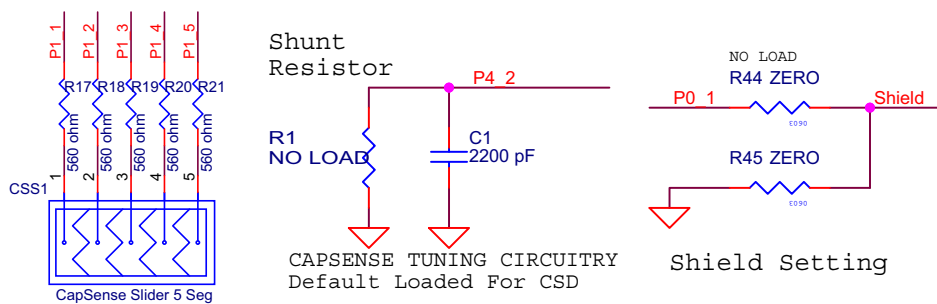 P1_1
P1_2
P1_3
P1_4
P1_5
R17
R18
R19
R20
R21
560 ohm
560 ohm
560 ohm
560 ohm
560 ohm
1
2
3
4
5
CSS1
CapSense Slider 5 Seg
Shunt
Resistor
P4_2
R1
NO LOAD
C1
2200 pF
CAPSENSE TUNING CIRCUITRY
Default Loaded For CSD
NO LOAD
R44 ZERO
P0_1
Shield
0603
R45 ZERO
0603
Shield Setting